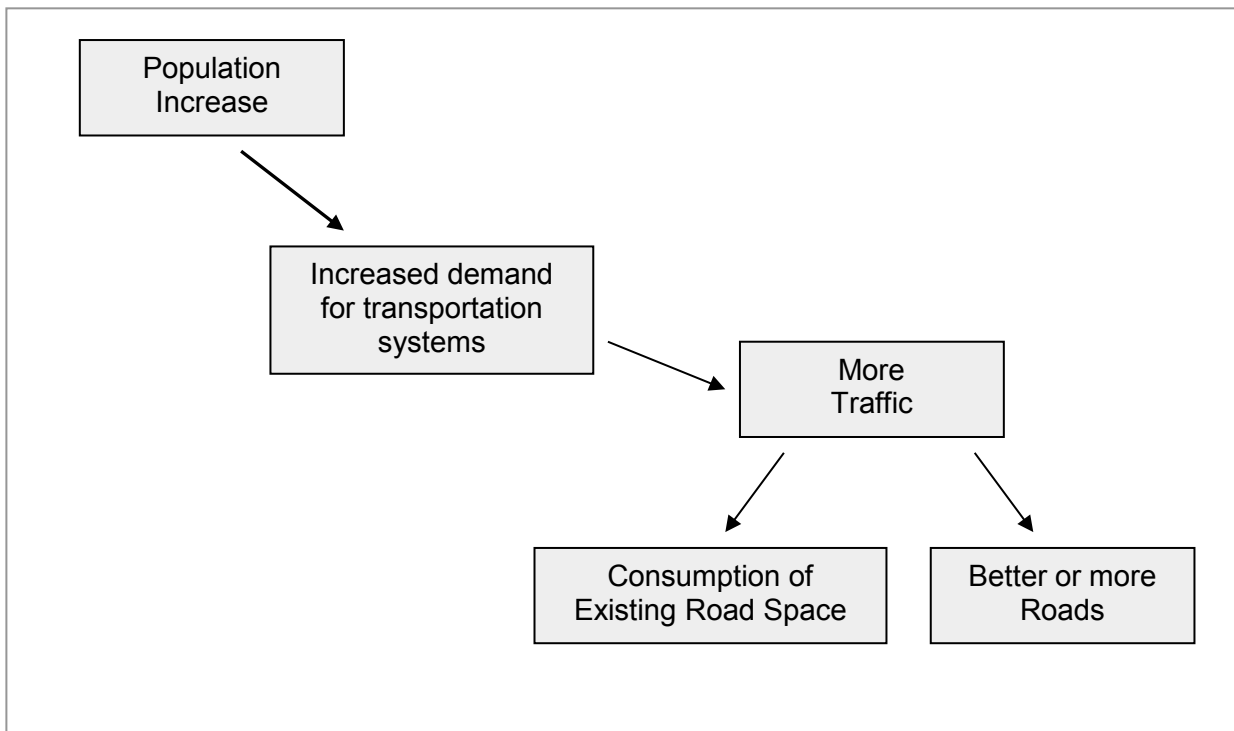 Population
Increase
Increased demand
for transportation
systems
More
Traffic
Consumption of
Existing Road Space
Better or more
Roads